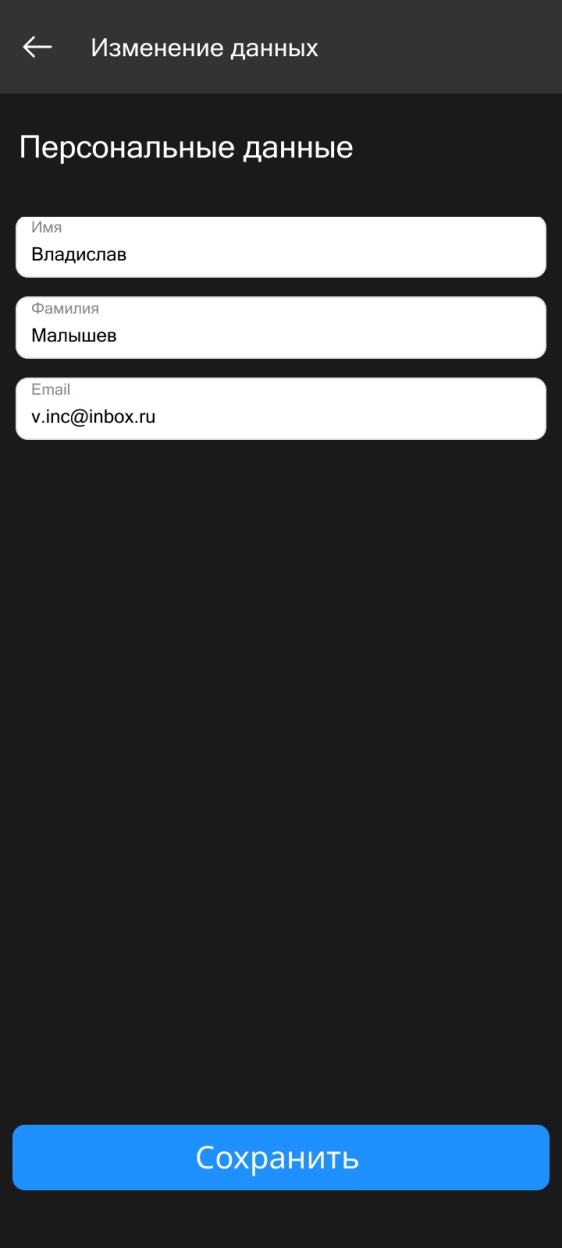 Изменение данных
Персональные данные
Имя
Владислав
Фамилия
Малышев
Email
v.inc@inbox.ru
Сохранить